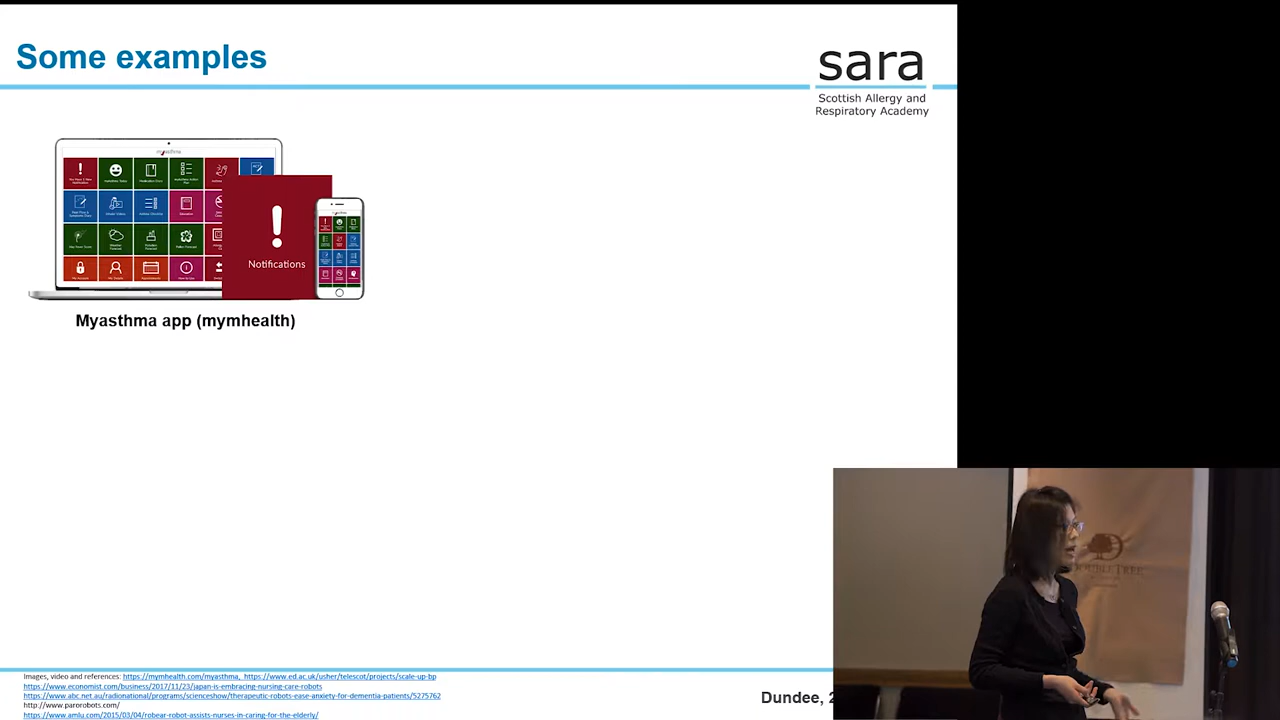 Some examples
sara
Scottish Allergy and
Respiratory Academy
myasthma
Notifications
Myasthma app (mymhealth)
Images, video and references: https://mymhealth.com/myasthma, https://www.ed.ac.uk/usher/telescot/projects/scale-up-bp
https://www.economist.com/business/2017/11/23/japan-is-embracing-nursing-care-robots
https://www.abc.net.au/radionational/programs/scienceshow/therapeutic-robots-ease-anxiety-for-dementia-patients/5275762
http://www.parorobots.com/
https://www.amlu.com/2015/03/04/robear-robot-assists-nurses-in-caring-for-the-elderly/
Dundee,
DOUBLETREE